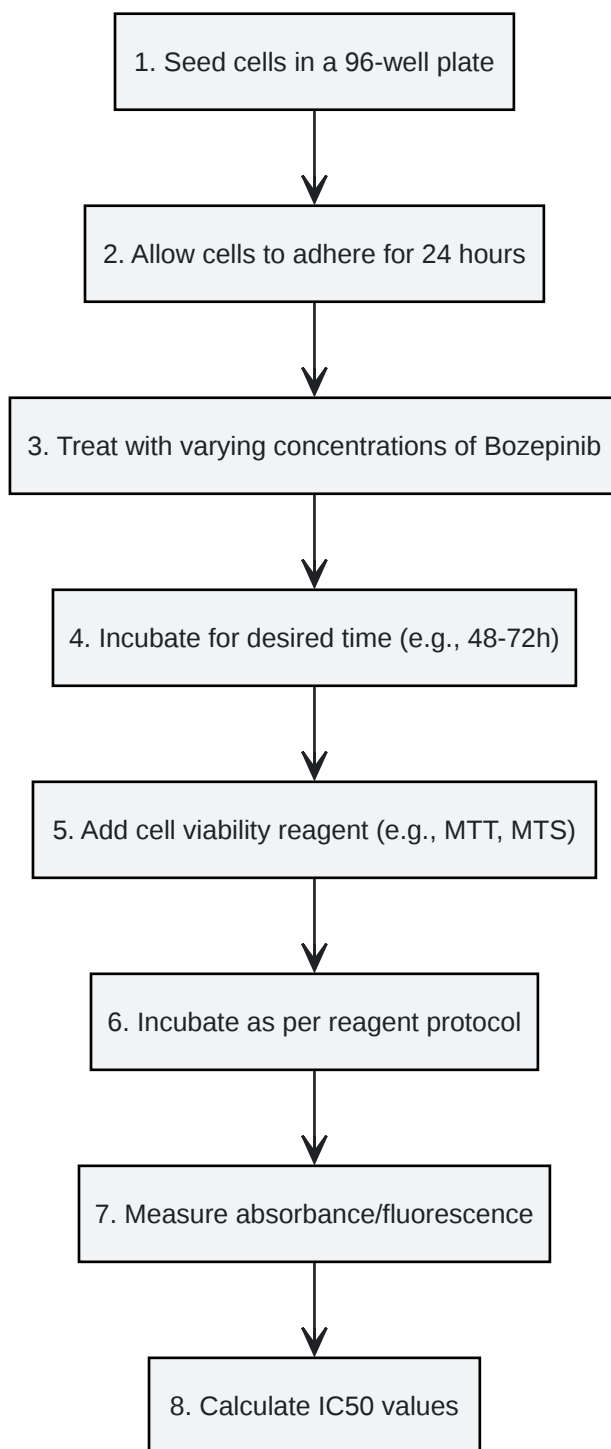 1. Seed cells in a 96-well plate
2. Allow cells to adhere for 24 hours
3. Treat with varying concentrations of Bozepinib
4. Incubate for desired time (e.g., 48-72h)
5. Add cell viability reagent (e.g., MTT, MTS)
6. Incubate as per reagent protocol
7. Measure absorbance/fluorescence
8. Calculate IC50 values